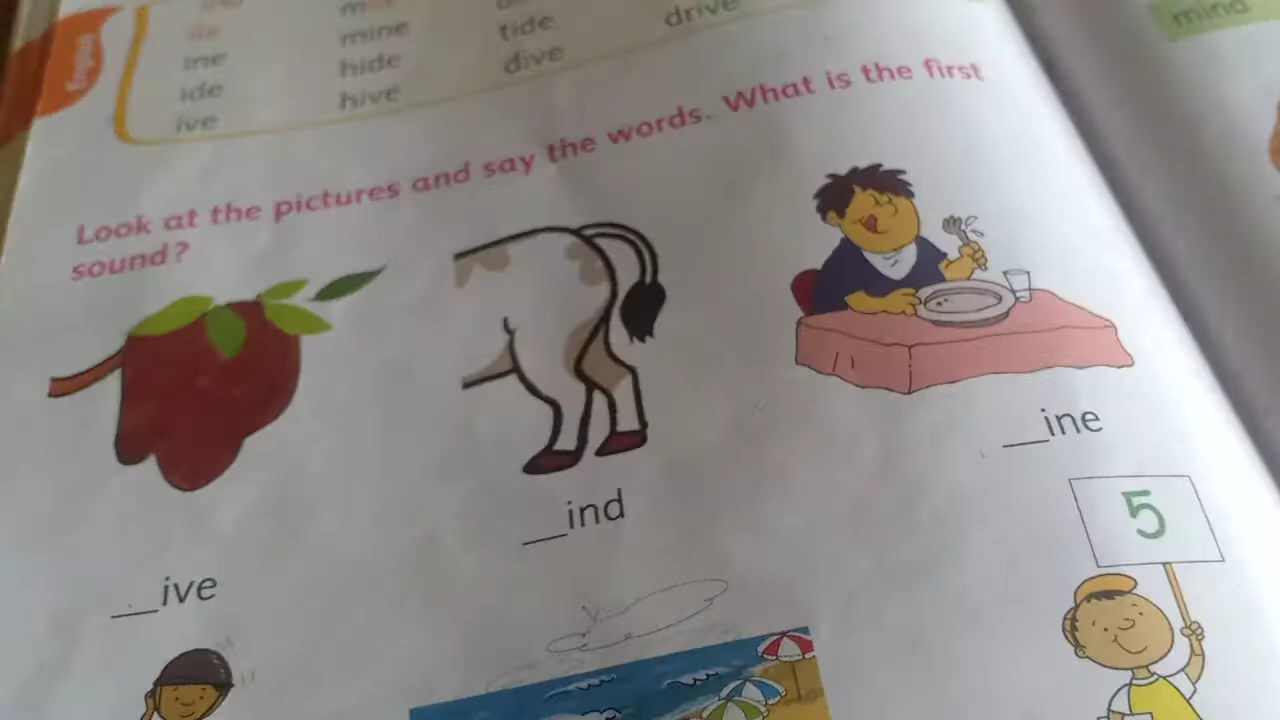 mine tide drive
ine hide dive
ide hive
ive
mind
Look at the pictures and say the words. What is the first
sound?
__ine
__ind
__ive
5